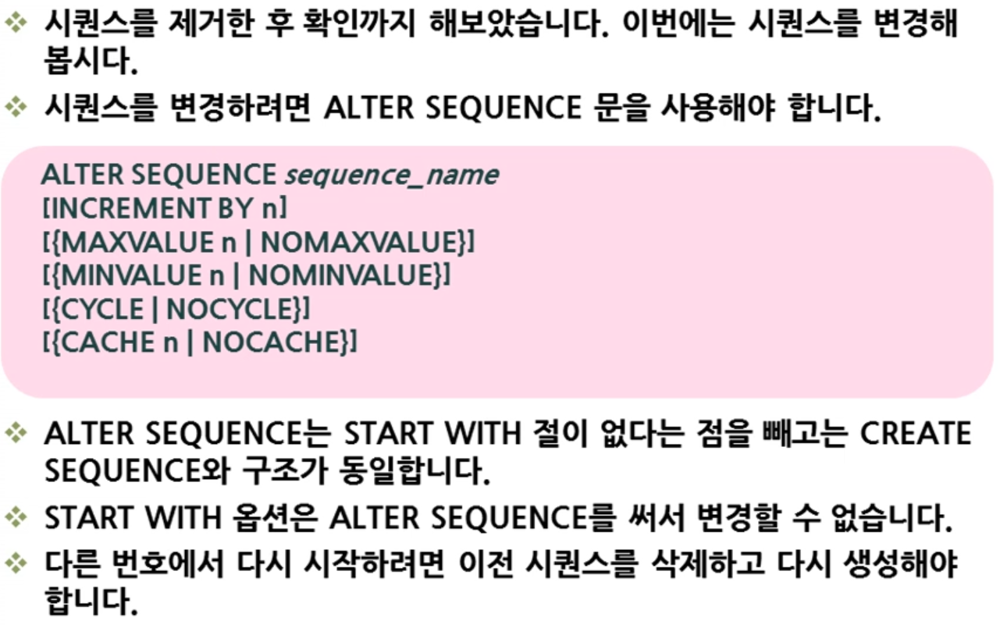 시퀀스를 제거한 후 확인까지 해보았습니다. 이번에는 시퀀스를 변경해
봅시다.
시퀀스를 변경하려면 ALTER SEQUENCE 문을 사용해야 합니다.
ALTER SEQUENCE sequence_name
[INCREMENT BY n]
[{MAXVALUE n | NOMAXVALUE}]
[{MINVALUE n | NOMINVALUE}]
[{CYCLE | NOCYCLE}]
[{CACHE n | NOCACHE}]
ALTER SEQUENCE는 START WITH 절이 없다는 점을 빼고는 CREATE
SEQUENCE와 구조가 동일합니다.
START WITH 옵션은 ALTER SEQUENCE를 써서 변경할 수 없습니다.
다른 번호에서 다시 시작하려면 이전 시퀀스를 삭제하고 다시 생성해야
합니다.